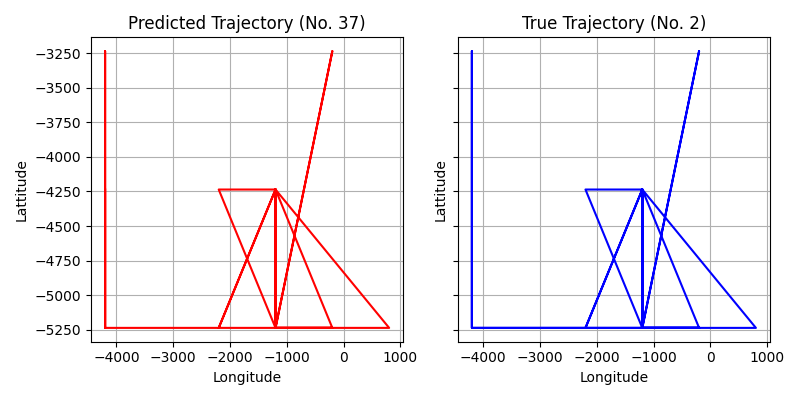 Predicted Trajectory (No. 37)
True Trajectory (No. 2)
−3250
−3500
−3750
−4000
−4250
−4500
−4750
−5000
−5250
Lattitude
Lattitude
−4000 −3000 −2000 −1000 0 1000
−4000 −3000 −2000 −1000 0 1000
Longitude
Longitude